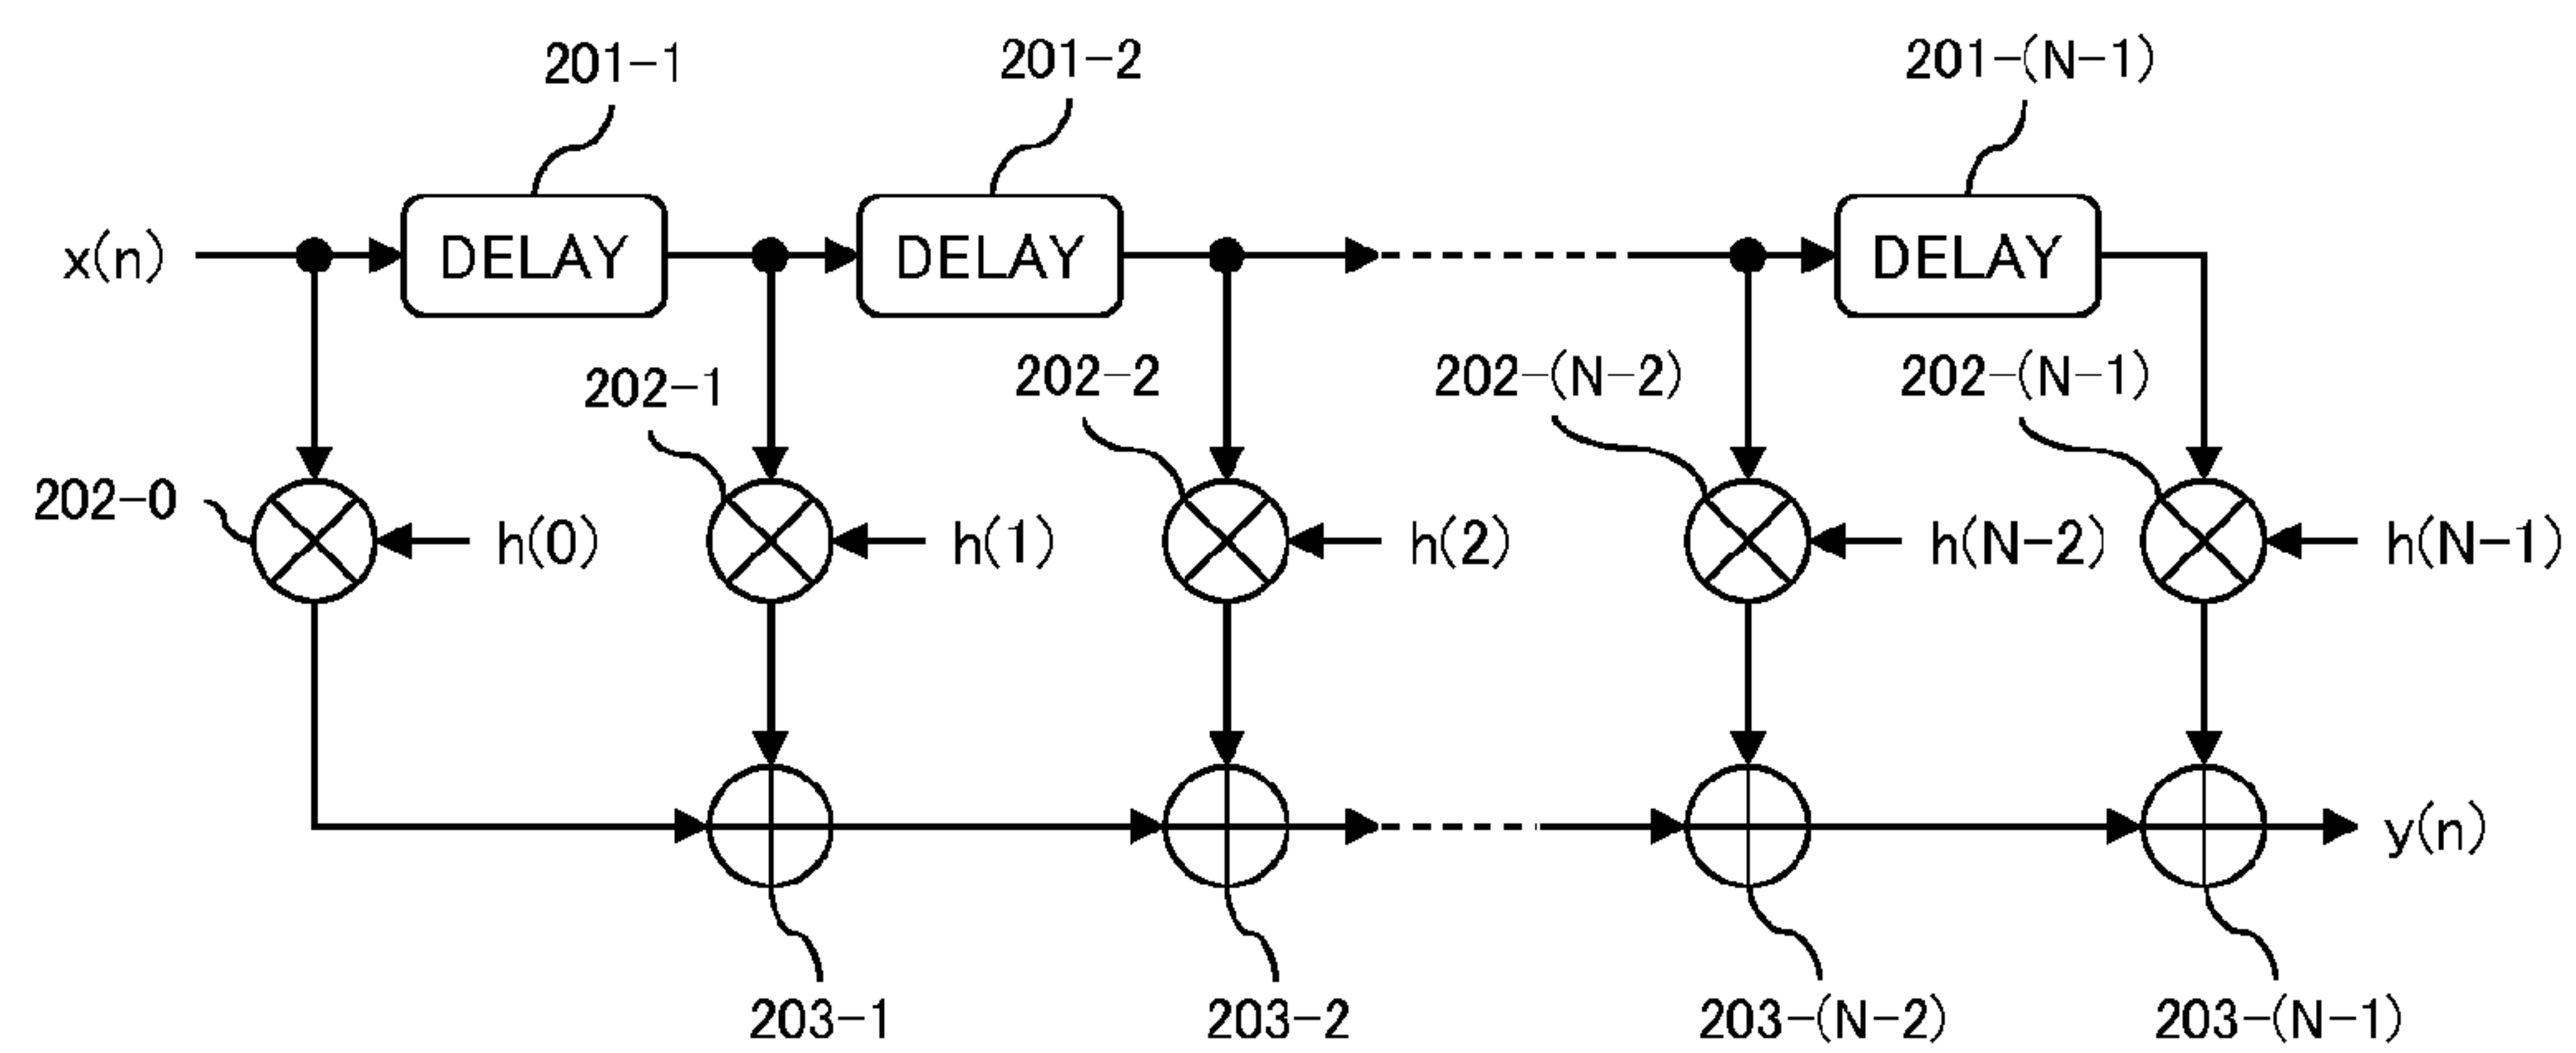 201-1 201-2 201-(N-1)
x(n) DELAY DELAY DELAY
202-1 202-2 202-(N-2) 202-(N-1)
202-0 h(0) h(1) h(2) h(N-2) h(N-1)
y(n)
203-1 203-2 203-(N-2) 203-(N-1)